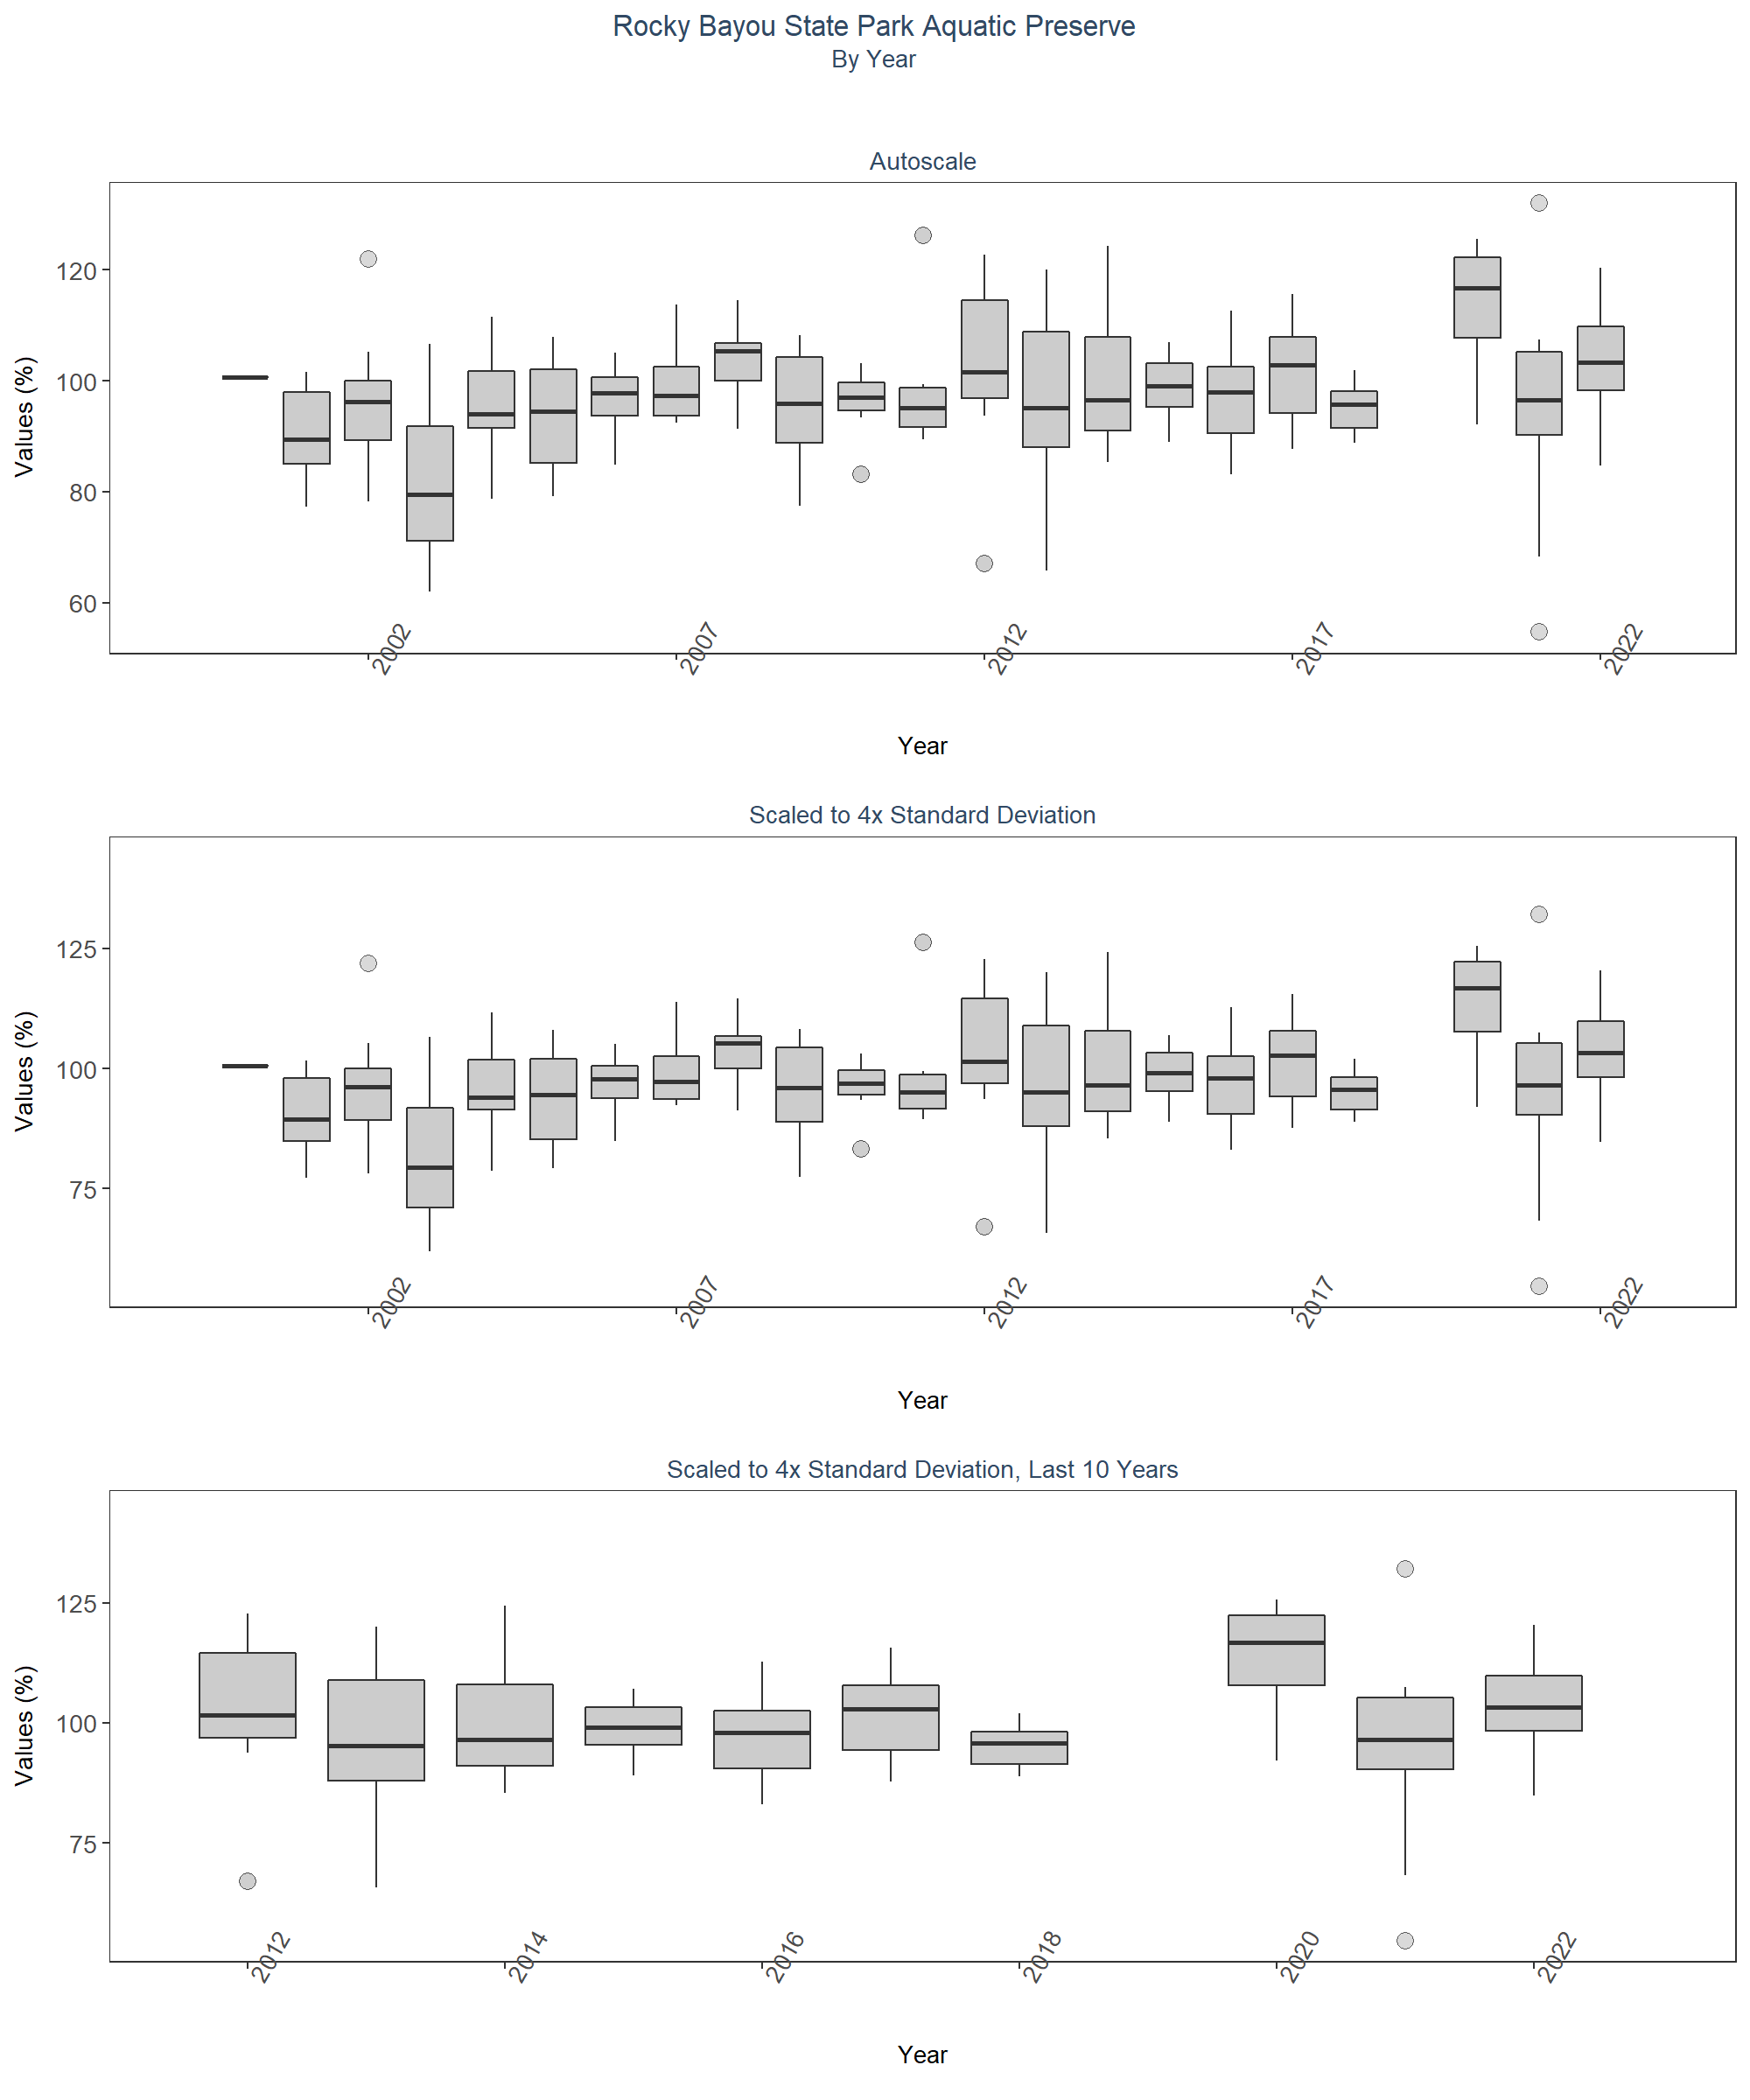 Rocky Bayou State Park Aquatic Preserve
By Year
Autoscale
Values (%)
120
100
80
60
2002 2007 2012 2017 2022
Year
Scaled to 4x Standard Deviation
Values (%)
125
100
75
2002 2007 2012 2017 2022
Year
Scaled to 4x Standard Deviation, Last 10 Years
Values (%)
125
100
75
2012 2014 2016 2018 2020 2022
Year